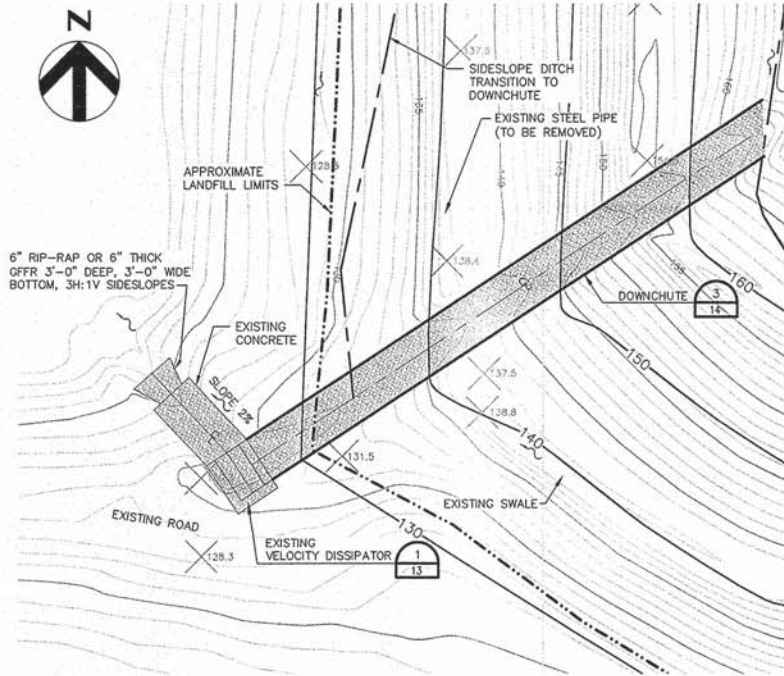 N
137.5
SIDESLOPE DITCH
TRANSITION TO
DOWNCHUTE
EXISTING STEEL PIPE
(TO BE REMOVED)
APPROXIMATE
LANDFILL LIMITS
6" RIP-RAP OR 6" THICK
GFFR 3'-0" DEEP, 3'-0" WIDE
BOTTOM, 3H:1V SIDESLOPES
EXISTING
CONCRETE
SLOPE 2%
138.4
DOWNCHUTE
3
14
160
150
137.5
138.8
140
131.5
EXISTING SWALE
130
EXISTING ROAD
EXISTING
VELOCITY DISSIPATOR
1
13
128.3